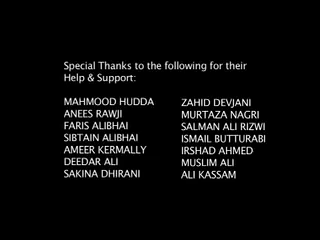 Special Thanks to the following for their
Help & Support:
MAHMOOD HUDDA
ANEES RAWJI
FARIS ALIBHAI
SIBTAIN ALIBHAI
AMEER KERMALLY
DEEDAR ALI
SAKINA DHIRANI
ZAHID DEVJANI
MURTAZA NAGRI
SALMAN ALI RIZWI
ISMAIL BUTTURABI
IRSHAD AHMED
MUSLIM ALI
ALI KASSAM